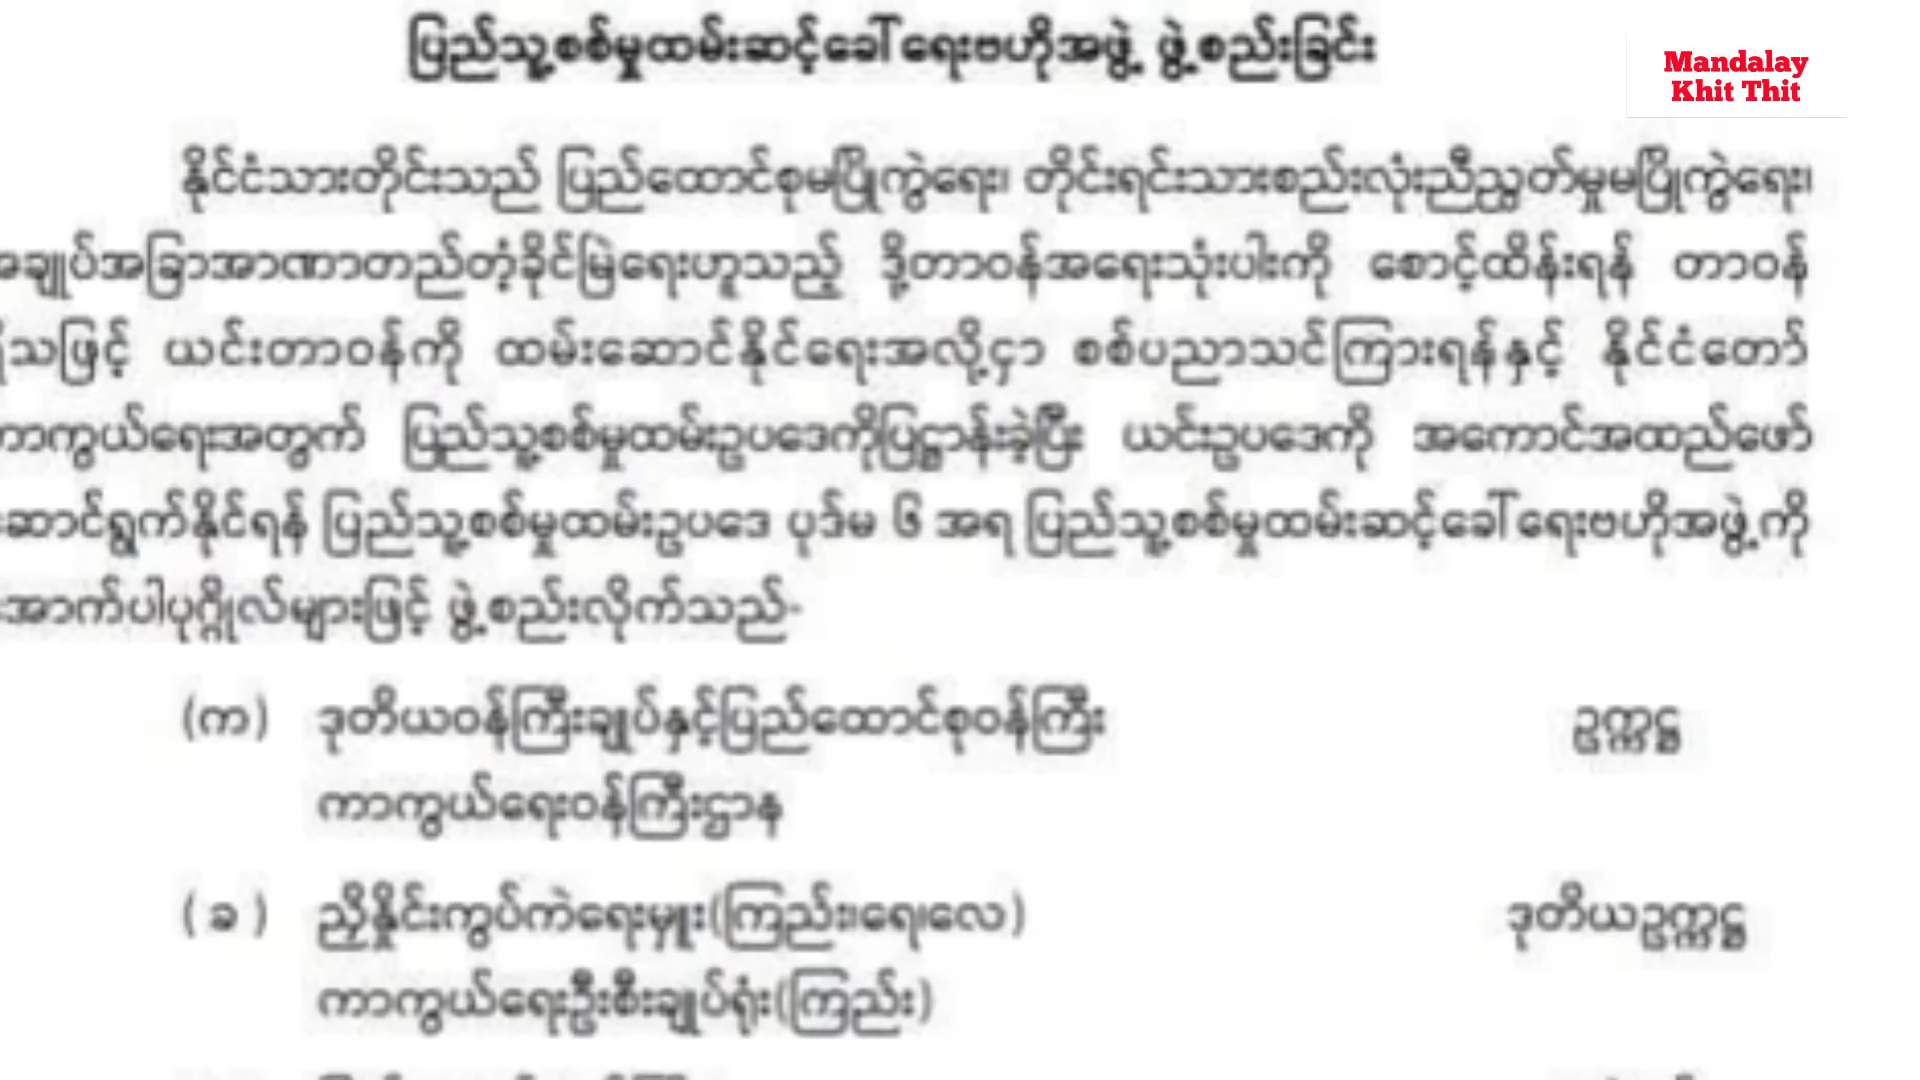 ပြည်သူ့စစ်မှုထမ်းဆင့်ခေါ်ရေးဗဟိုအဖွဲ့ ဖွဲ့စည်းခြင်း
Mandalay
Khit Thit
နိုင်ငံသားတိုင်းသည် ပြည်ထောင်စုမပြိုကွဲရေး၊ တိုင်းရင်းသားစည်းလုံးညီညွတ်မှုမပြိုကွဲရေး၊
အချုပ်အခြာအာဏာတည်တံ့ခိုင်မြဲရေးဟူသည့် ဒို့တာဝန်အရေးသုံးပါးကို စောင့်ထိန်းရန် တာဝန်
ရှိသဖြင့် ယင်းတာဝန်ကို ထမ်းဆောင်နိုင်ရေးအလို့ငှာ စစ်ပညာသင်ကြားရန်နှင့် နိုင်ငံတော်
ကာကွယ်ရေးအတွက် ပြည်သူ့စစ်မှုထမ်းဥပဒေကိုပြဋ္ဌာန်းခဲ့ပြီး ယင်းဥပဒေကို အကောင်အထည်ဖော်
ဆောင်ရွက်နိုင်ရန် ပြည်သူ့စစ်မှုထမ်းဥပဒေ ပုဒ်မ ၆ အရ ပြည်သူ့စစ်မှုထမ်းဆင့်ခေါ်ရေးဗဟိုအဖွဲ့ကို
အောက်ပါပုဂ္ဂိုလ်များဖြင့် ဖွဲ့စည်းလိုက်သည်-
(က) ဒုတိယဝန်ကြီးချုပ်နှင့်ပြည်ထောင်စုဝန်ကြီး ဥက္ကဋ္ဌ
ကာကွယ်ရေးဝန်ကြီးဌာန
( ခ ) ညှိနှိုင်းကွပ်ကဲရေးမှူး(ကြည်း၊ရေ၊လေ) ဒုတိယဥက္ကဋ္ဌ
ကာကွယ်ရေးဦးစီးချုပ်ရုံး(ကြည်း)